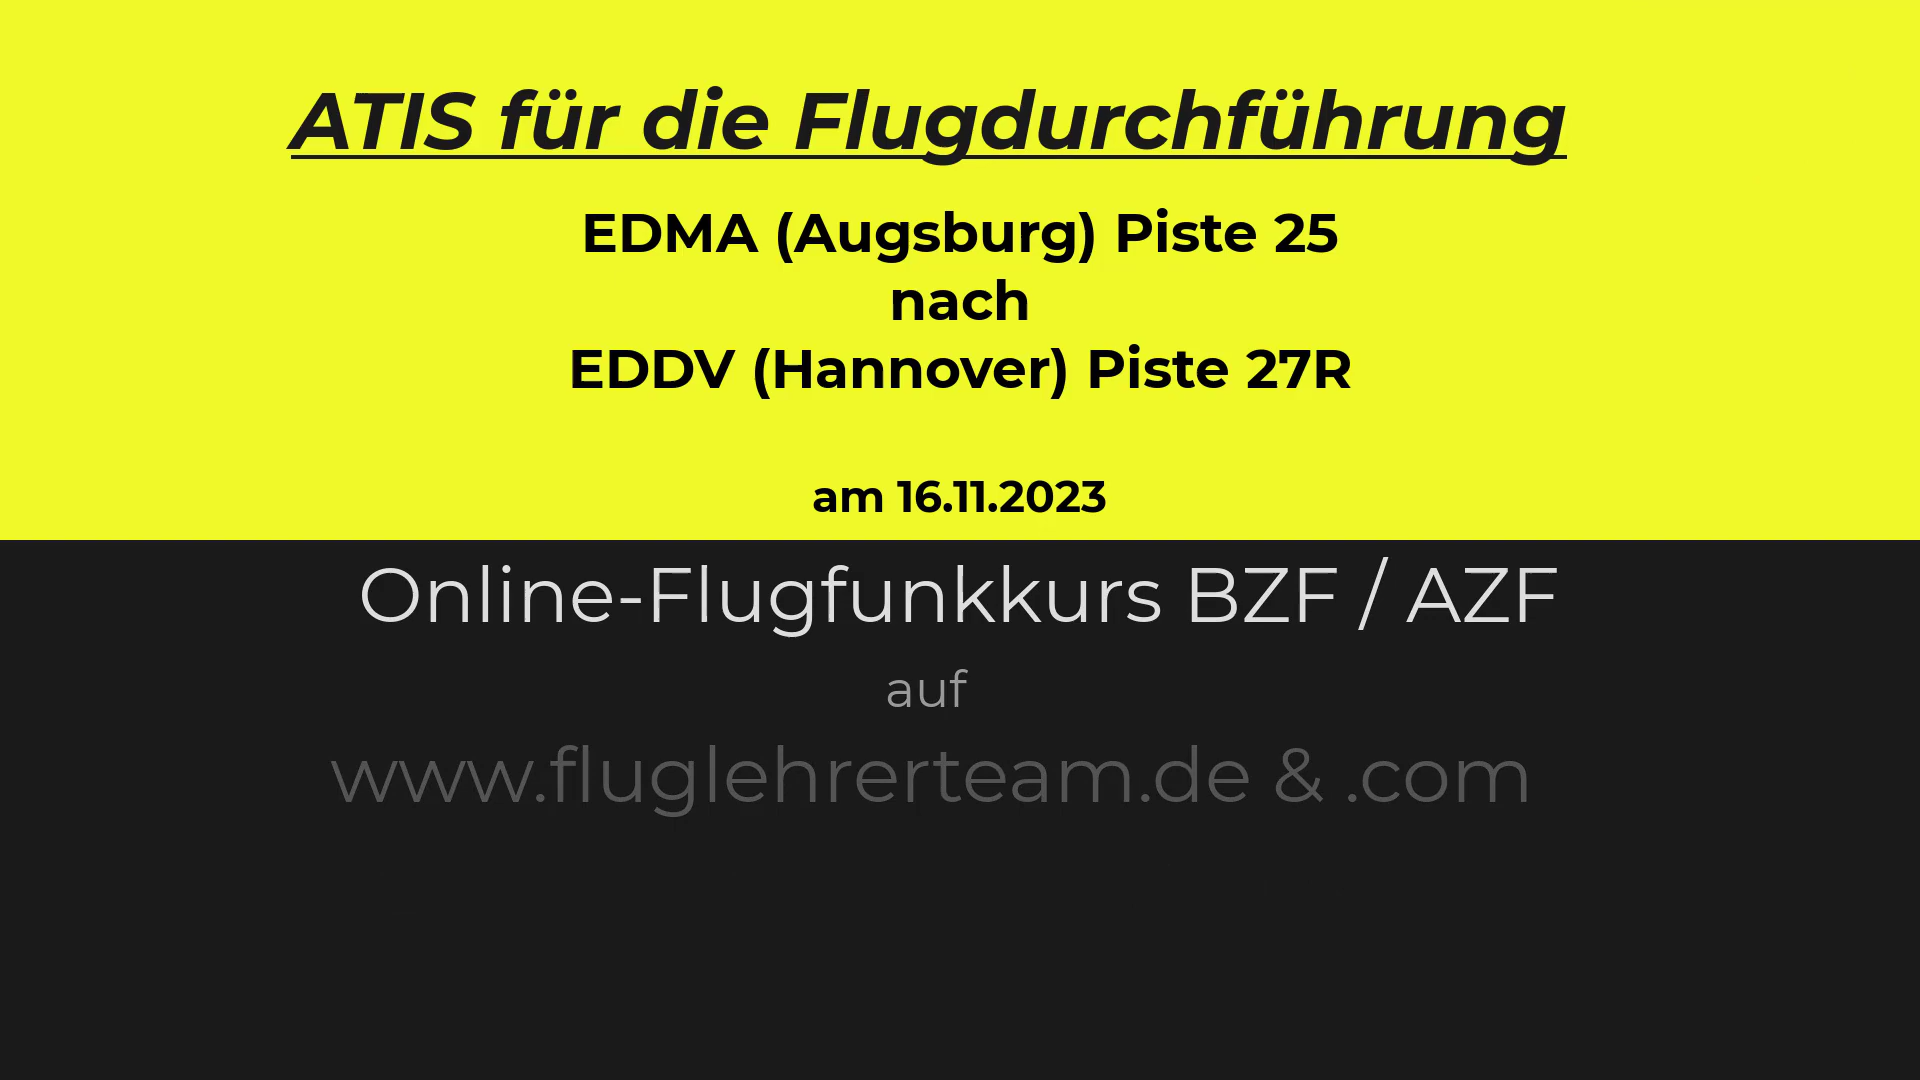 ATIS für die Flugdurchführung
EDMA (Augsburg) Piste 25
nach
EDDV (Hannover) Piste 27R
am 16.11.2023
Online-Flugfunkkurs BZF / AZF
auf
www.fluglehrerteam.de & .com